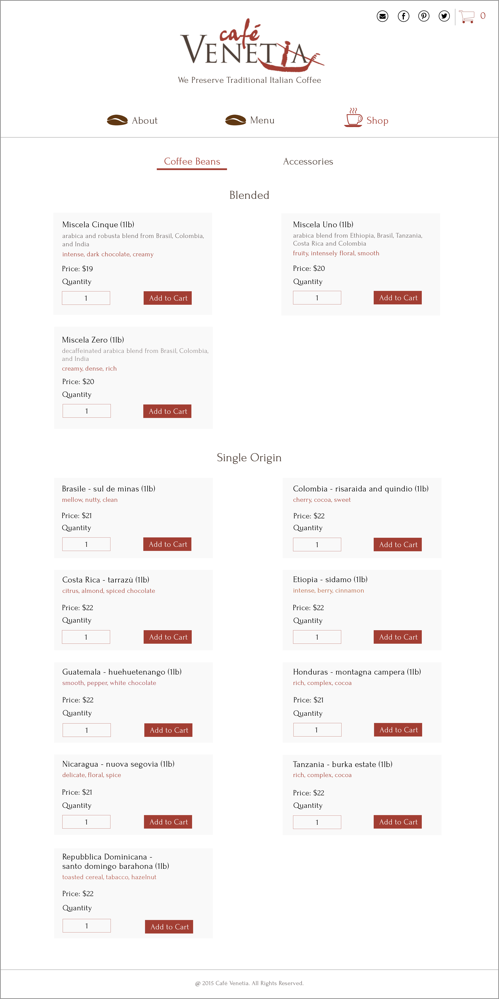 0
café
VENETIA
We Preserve Traditional Italian Coffee
About
Menu
Shop
Coffee Beans
Accessories
Blended
Miscela Cinque (1lb)
arabica and robusta blend from Brasil, Colombia,
and India
intense, dark chocolate, creamy
Price: $19
Quantity
1
Add to Cart
Miscela Uno (1lb)
arabica blend from Ethiopia, Brasil, Tanzania,
Costa Rica and Colombia
fruity, intensely floral, smooth
Price: $20
Quantity
1
Add to Cart
Miscela Zero (1lb)
decaffeinated arabica blend from Brasil, Colombia,
and India
creamy, dense, rich
Price: $20
Quantity
1
Add to Cart
Single Origin
Brasile - sul de minas (1lb)
mellow, nutty, clean
Price: $21
Quantity
1
Add to Cart
Colombia - risaraida and quindio (1lb)
cherry, cocoa, sweet
Price: $22
Quantity
1
Add to Cart
Costa Rica - tarrazù (1lb)
citrus, almond, spiced chocolate
Price: $22
Quantity
1
Add to Cart
Etiopia - sidamo (1lb)
intense, berry, cinnamon
Price: $22
Quantity
1
Add to Cart
Guatemala - huehuetenango (1lb)
smooth, pepper, white chocolate
Price: $22
Quantity
1
Add to Cart
Honduras - montagna campera (1lb)
rich, complex, cocoa
Price: $21
Quantity
1
Add to Cart
Nicaragua - nuova segovia (1lb)
delicate, floral, spice
Price: $21
Quantity
1
Add to Cart
Tanzania - burka estate (1lb)
rich, complex, cocoa
Price: $22
Quantity
1
Add to Cart
Repubblica Dominicana -
santo domingo barahona (1lb)
toasted cereal, tabacco, hazelnut
Price: $22
Quantity
1
Add to Cart
@ 2015 Café Venetia. All Rights Reserved.